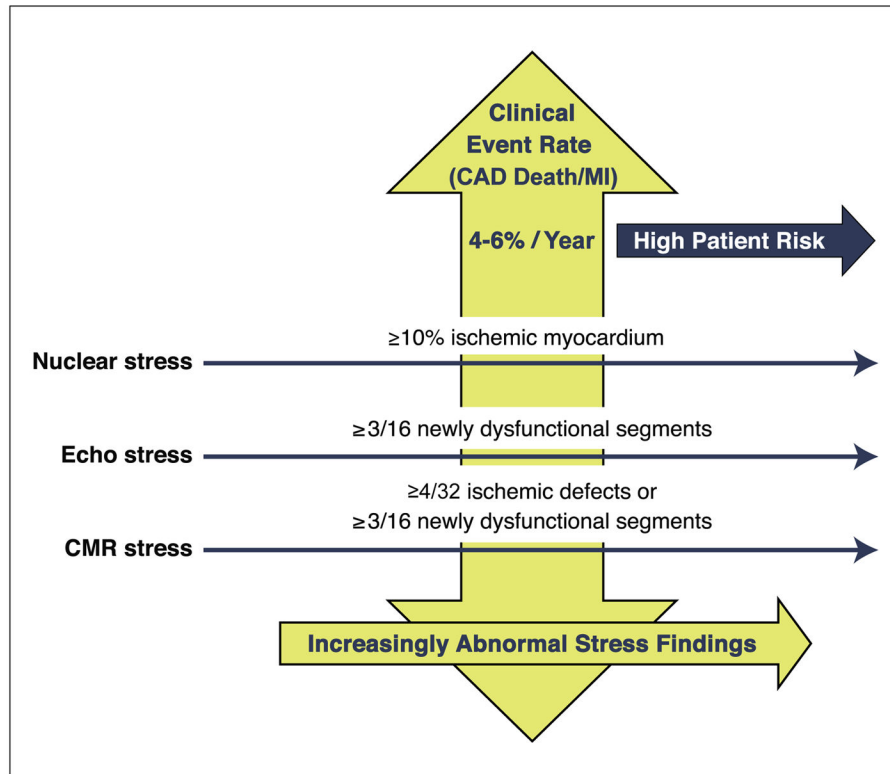 Clinical
Event Rate
(CAD Death/MI)
4-6% / Year
High Patient Risk
≥10% ischemic myocardium
Nuclear stress
≥3/16 newly dysfunctional segments
Echo stress
≥4/32 ischemic defects or
≥3/16 newly dysfunctional segments
CMR stress
Increasingly Abnormal Stress Findings